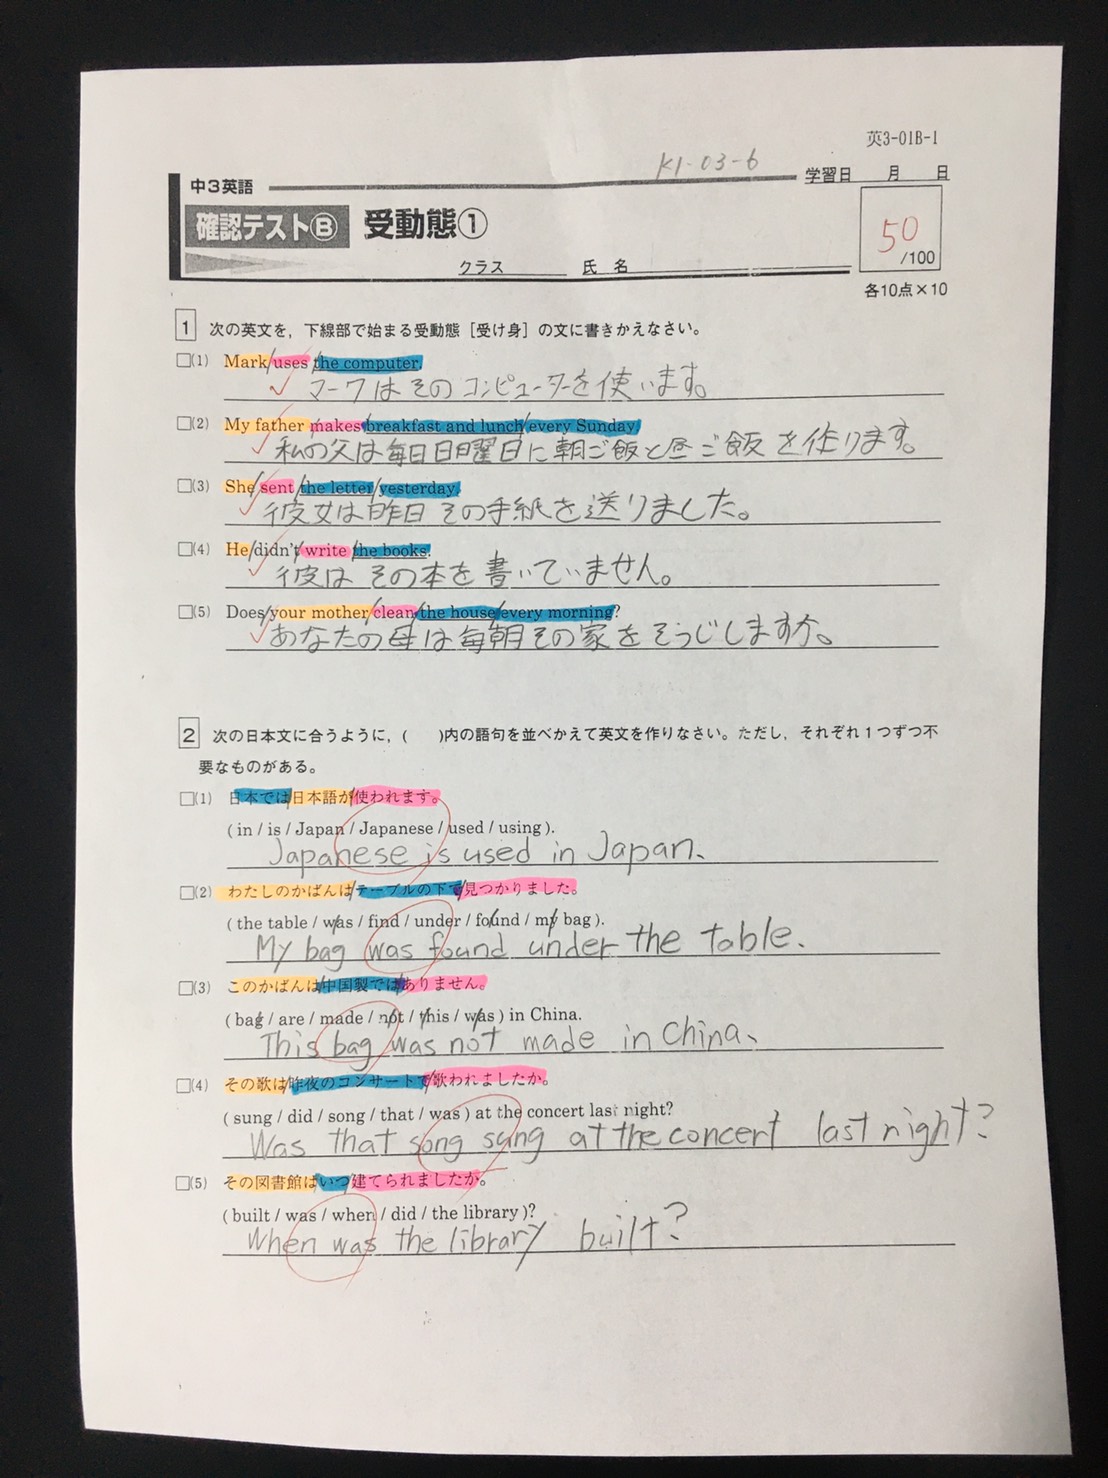 英3-01B-1
K1-03-6
中3英語 学習日 月 日
確認テストⒷ 受動態①
50
/100
クラス 氏名
各10点×10
1 次の英文を，下線部で始まる受動態［受け身］の文に書きかえなさい。
□(1) Mark/uses/the computer.
マークはそのコンピューターを使います。
□(2) My father/makes/breakfast and lunch/every Sunday.
私の父は毎日日曜日に朝ご飯と昼ご飯を作ります。
□(3) She/sent/the letter/yesterday.
彼女は昨日その手紙を送りました。
□(4) He/didn't/write/the books.
彼はその本を書いていません。
□(5) Does/your mother/clean/the house/every morning?
あなたの母は毎朝その家をそうじしますか。
2 次の日本文に合うように，( )内の語句を並べかえて英文を作りなさい。ただし，それぞれ1つずつ不
要なものがある。
□(1) 日本では/日本語が/使われます。
( in / is / Japan / Japanese / used / using ).
Japanese is used in Japan.
□(2) わたしのかばんは/テーブルの下で/見つかりました。
( the table / was / find / under / found / my bag ).
My bag was found under the table.
□(3) このかばんは/中国製では/ありません。
( bag / are / made / not / this / was ) in China.
This bag was not made in China.
□(4) その歌は/昨夜のコンサートで/歌われましたか。
( sung / did / song / that / was ) at the concert last night?
Was that song sung at the concert last night?
□(5) その図書館は/いつ/建てられましたか。
( built / was / when / did / the library )?
When was the library built?